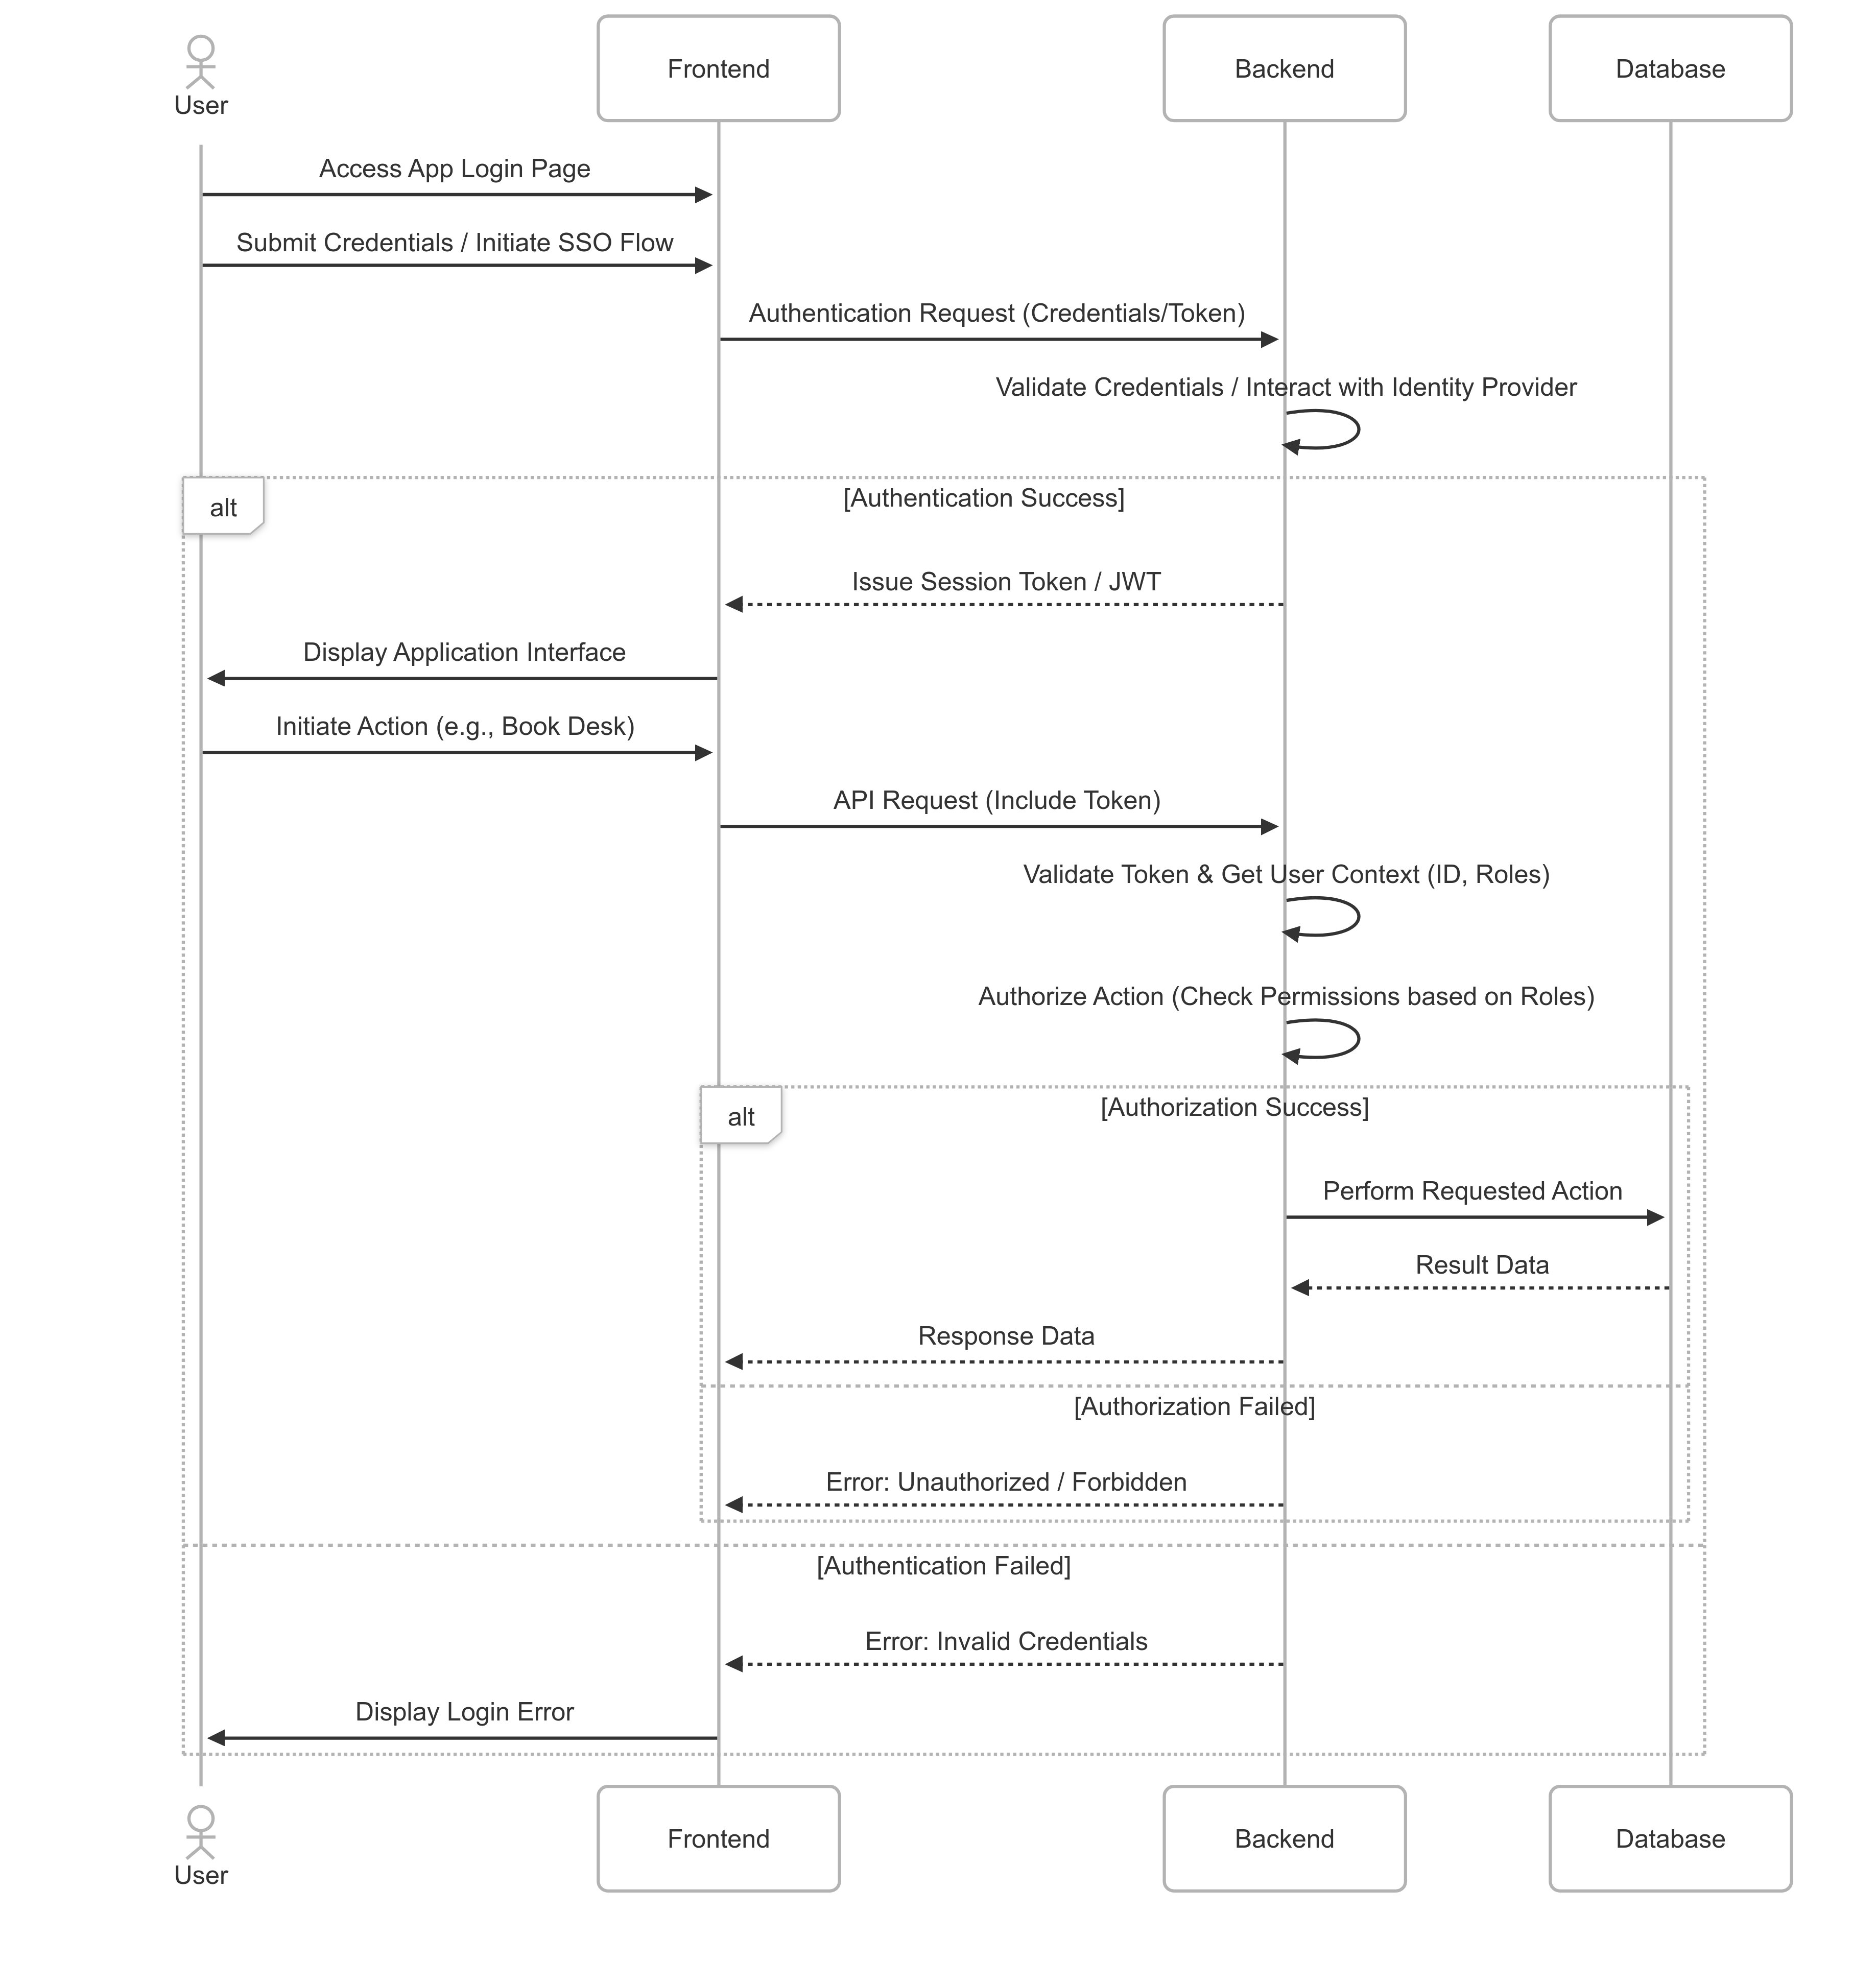 User
Frontend
Backend
Database
Access App Login Page
Submit Credentials / Initiate SSO Flow
Authentication Request (Credentials/Token)
Validate Credentials / Interact with Identity Provider
alt
[Authentication Success]
Issue Session Token / JWT
Display Application Interface
Initiate Action (e.g., Book Desk)
API Request (Include Token)
Validate Token & Get User Context (ID, Roles)
Authorize Action (Check Permissions based on Roles)
alt
[Authorization Success]
Perform Requested Action
Result Data
Response Data
[Authorization Failed]
Error: Unauthorized / Forbidden
[Authentication Failed]
Error: Invalid Credentials
Display Login Error
User
Frontend
Backend
Database